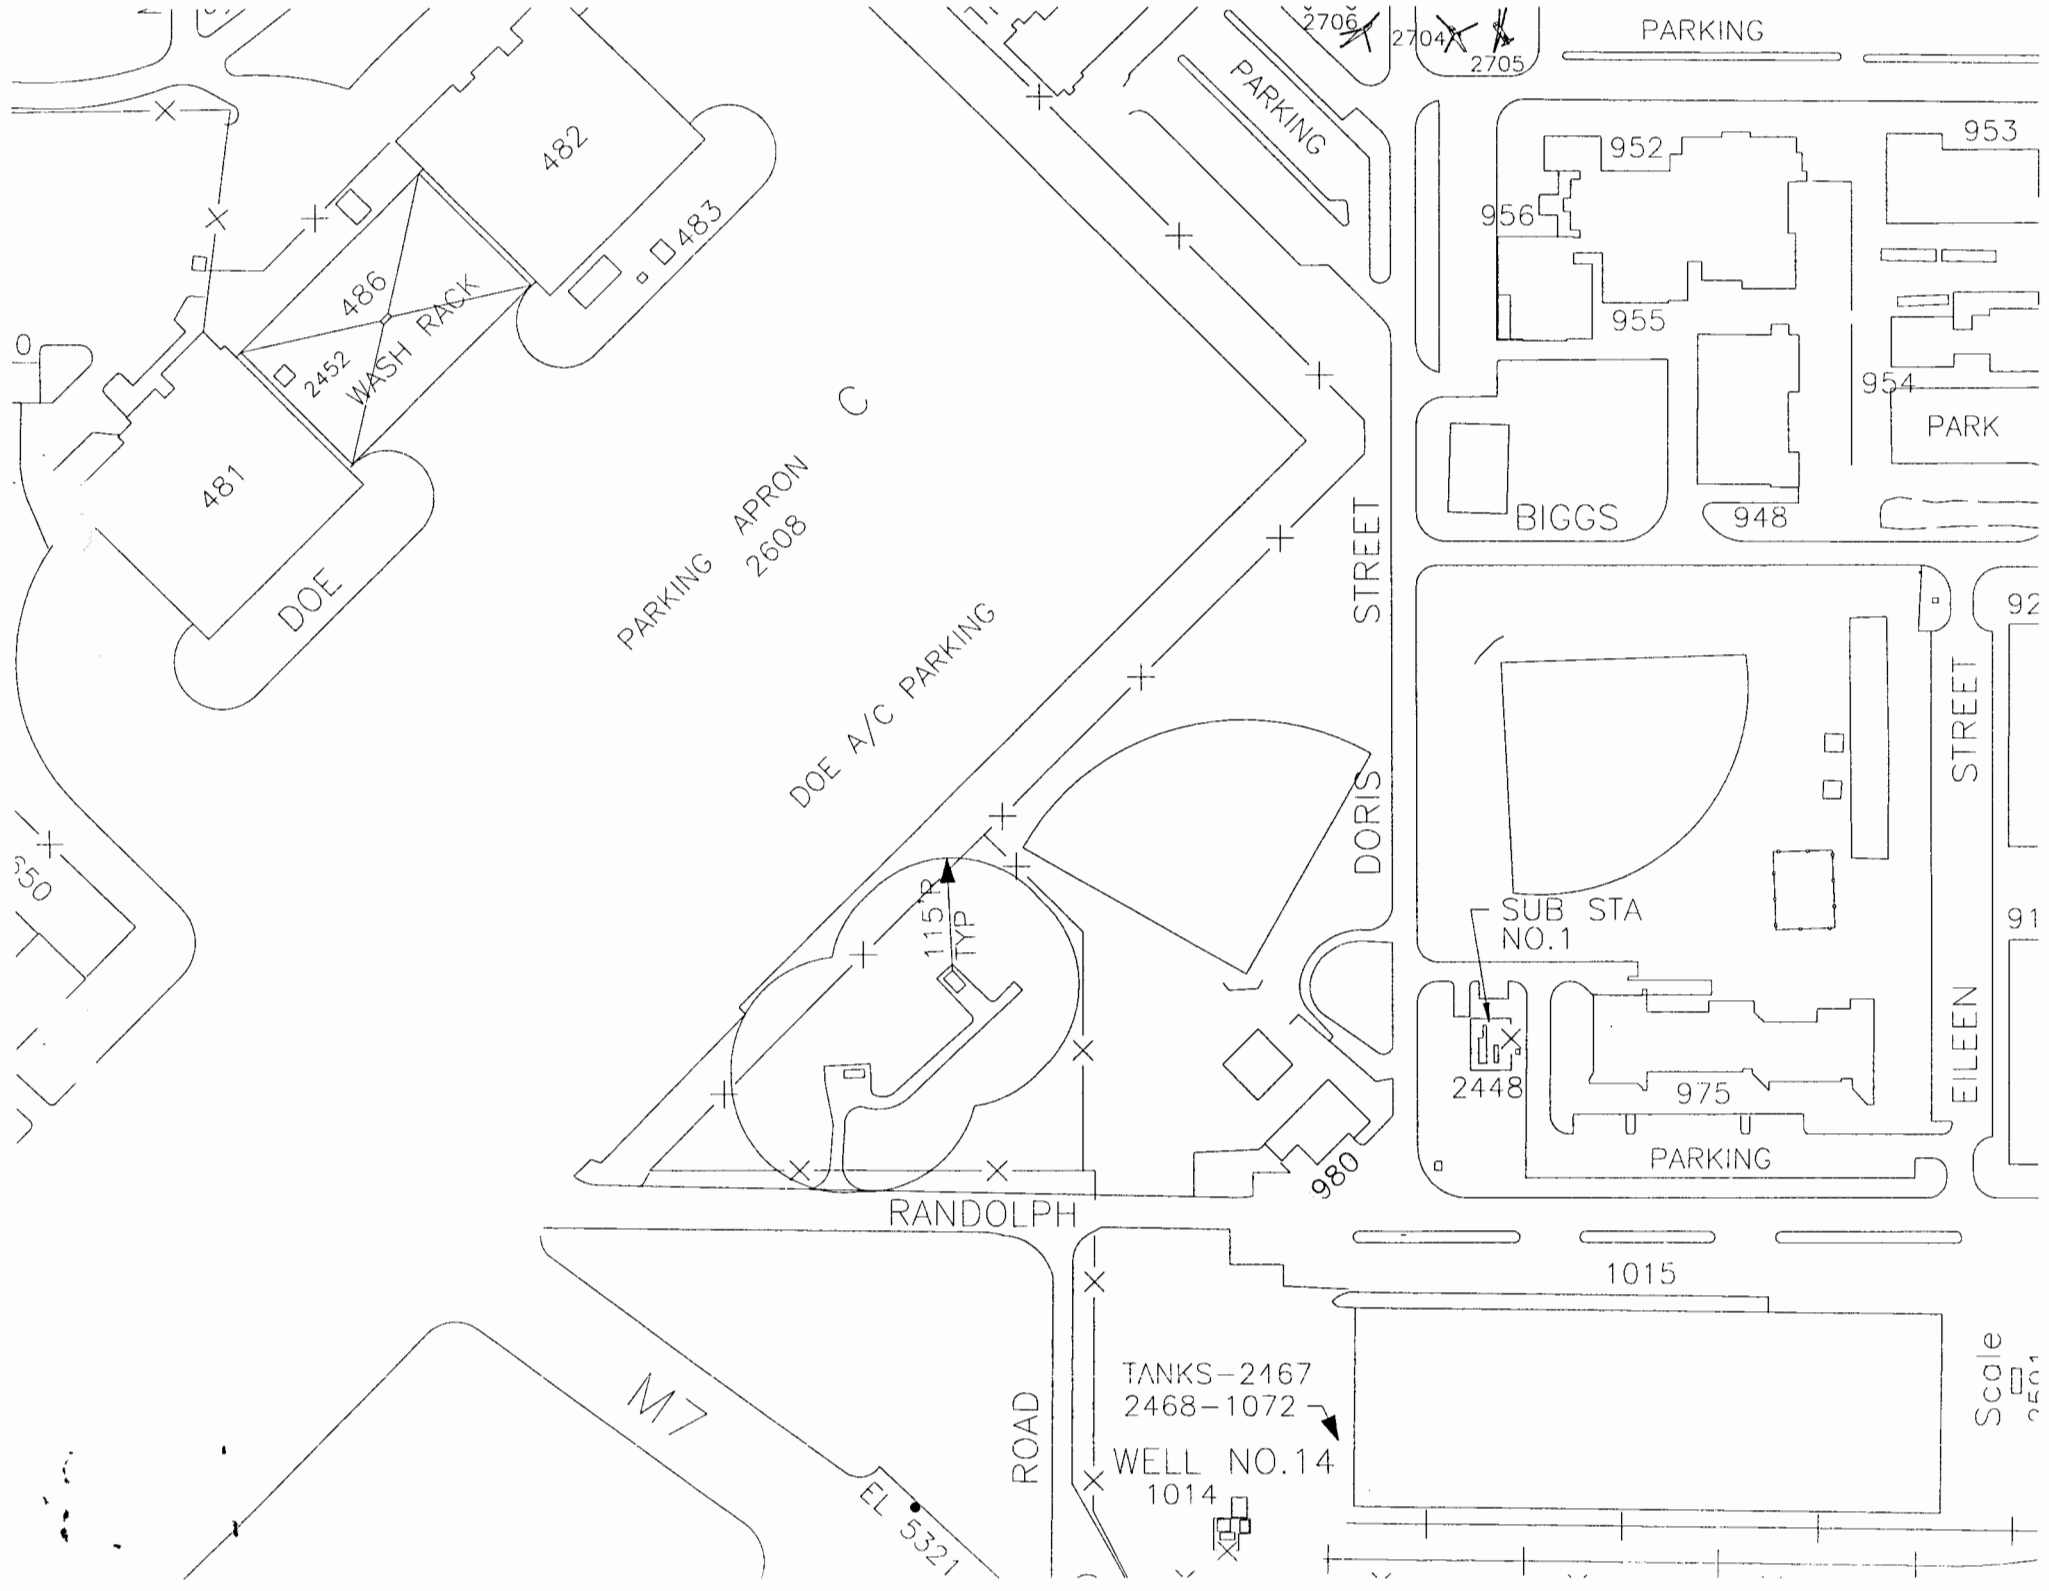 2706
2704
2705
PARKING
PARKING
482
483
952
953
956
955
954
486
2452
WASH RACK
481
DOE
C
PARKING APRON
2608
DOE A/C PARKING
PARK
BIGGS
948
STREET
DORIS
STREET
EILEEN
115'R
TYP
SUB STA
NO.1
2448
975
PARKING
980
RANDOLPH
1015
M7
ROAD
TANKS-2167
2468-1072
WELL NO.14
1014
EL 5321
Scale